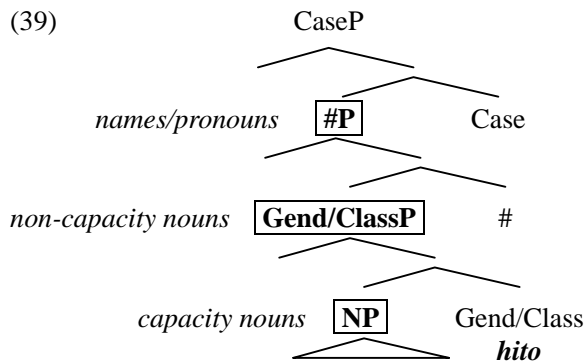 (39) CaseP
names/pronouns #P Case
non-capacity nouns Gend/ClassP #
capacity nouns NP Gend/Class
hito